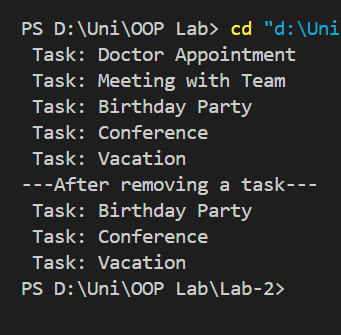 PS D:\Uni\OOP Lab> cd "d:\Uni
Task: Doctor Appointment
Task: Meeting with Team
Task: Birthday Party
Task: Conference
Task: Vacation
---After removing a task---
Task: Birthday Party
Task: Conference
Task: Vacation
PS D:\Uni\OOP Lab\Lab-2>